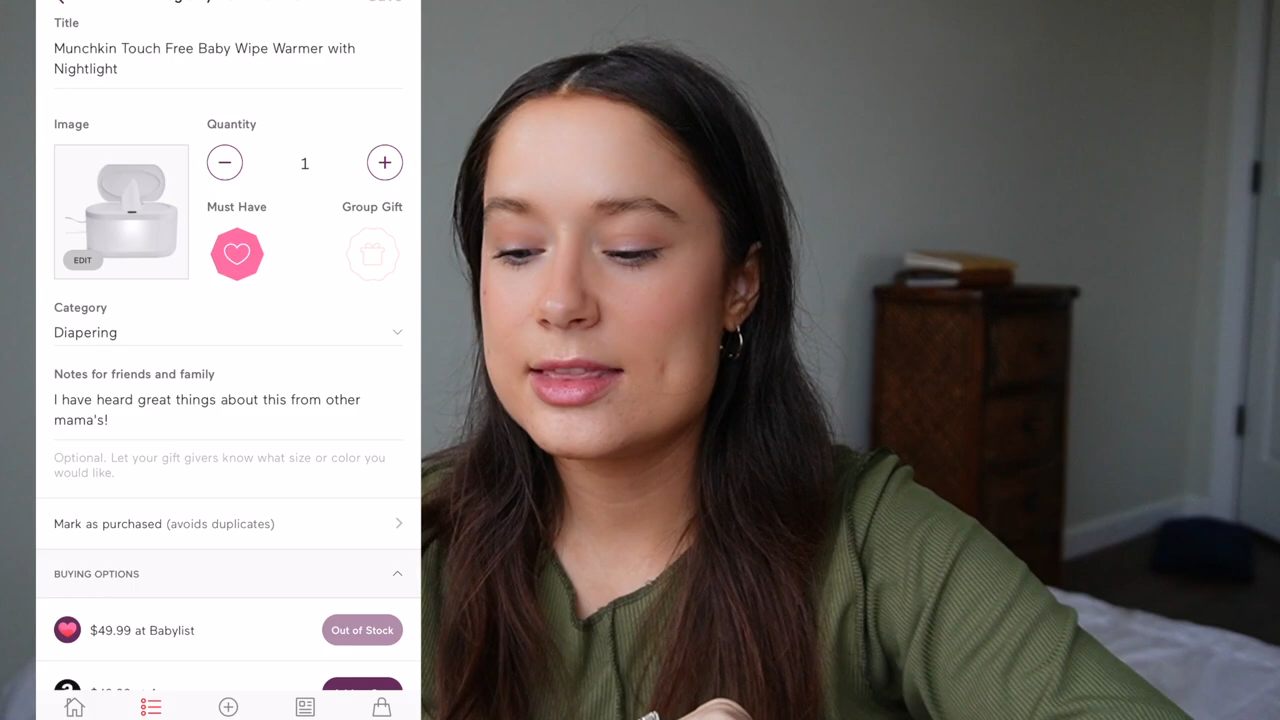 Title
Munchkin Touch Free Baby Wipe Warmer with
Nightlight
Image
Quantity
1
Must Have
Group Gift
EDIT
Category
Diapering
Notes for friends and family
I have heard great things about this from other
mama's!
Optional. Let your gift givers know what size or color you
would like.
Mark as purchased (avoids duplicates)
BUYING OPTIONS
$49.99 at Babylist
Out of Stock